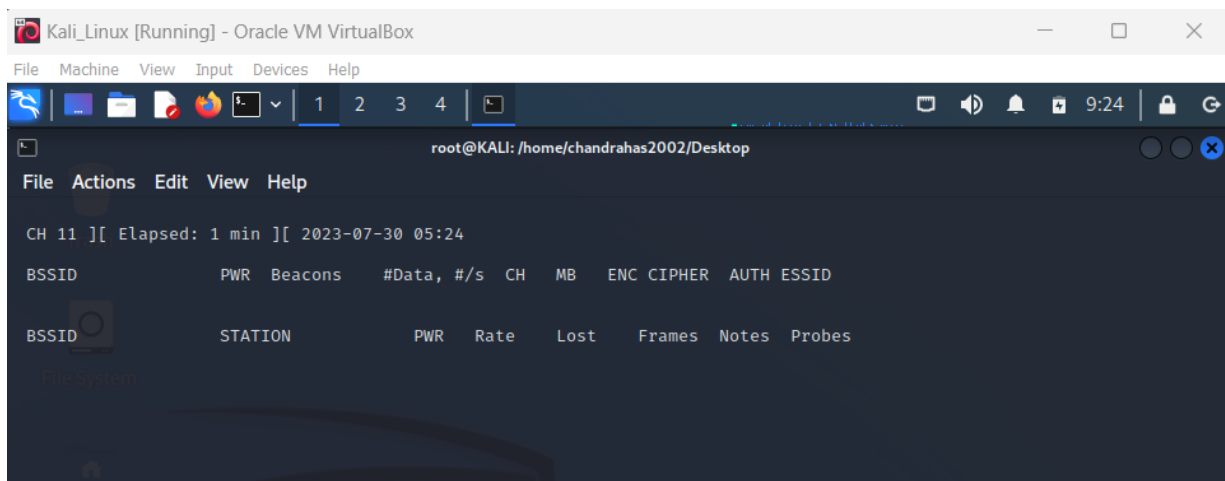 Kali_Linux [Running] - Oracle VM VirtualBox
File Machine View Input Devices Help
1 2 3 4 9:24
root@KALI: /home/chandrahas2002/Desktop
File Actions Edit View Help
CH 11 ][ Elapsed: 1 min ][ 2023-07-30 05:24
BSSID PWR Beacons #Data, #/s CH MB ENC CIPHER AUTH ESSID
BSSID STATION PWR Rate Lost Frames Notes Probes
File System